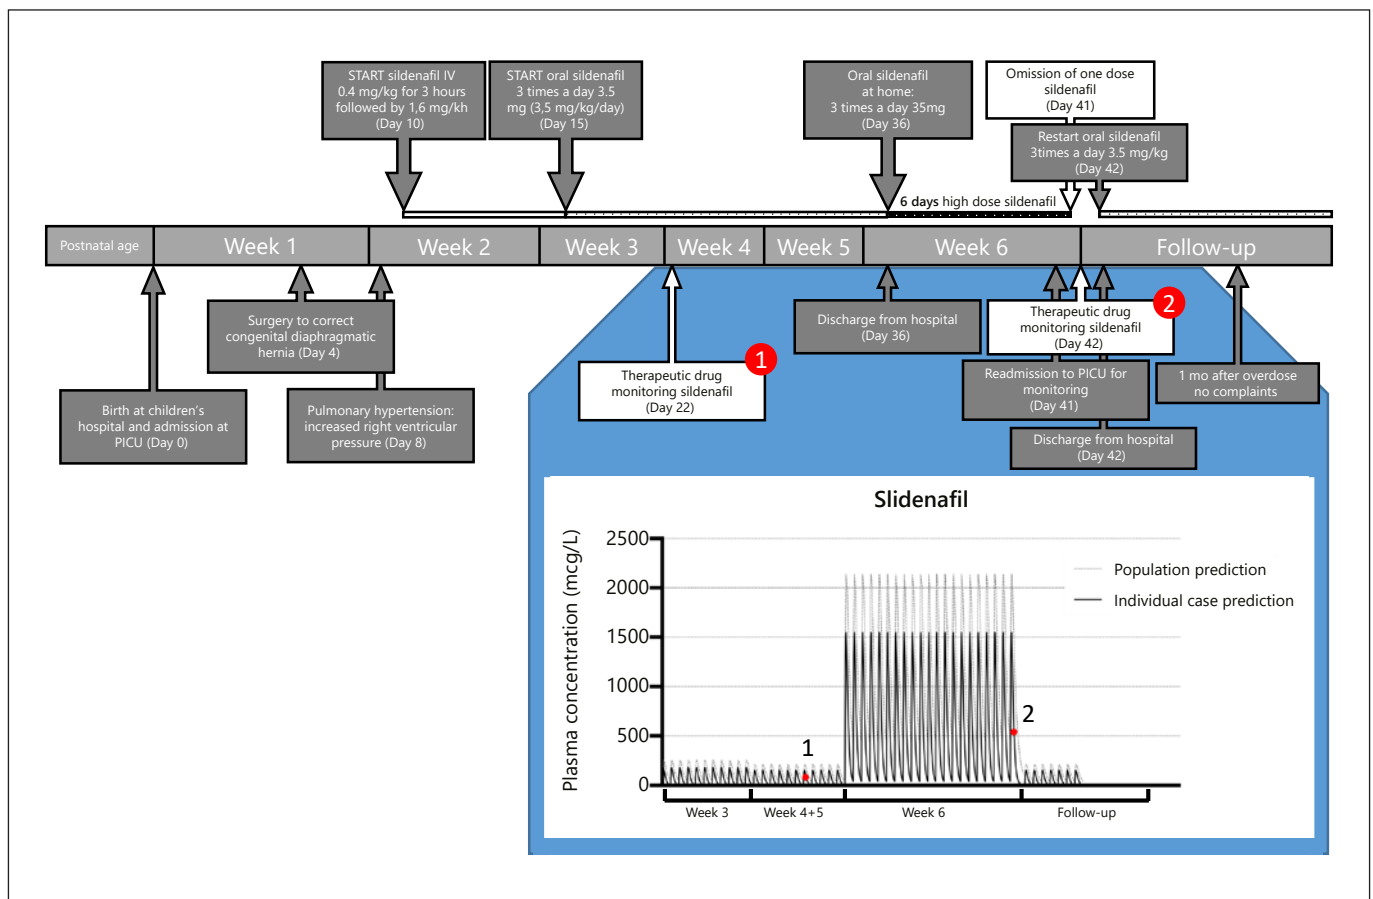 START sildenafil IV
0.4 mg/kg for 3 hours
followed by 1,6 mg/kh
(Day 10)
START oral sildenafil
3 times a day 3.5
mg (3,5 mg/kg/day)
(Day 15)
Oral sildenafil
at home:
3 times a day 35mg
(Day 36)
Omission of one dose
sildenafil
(Day 41)
Restart oral sildenafil
3times a day 3.5 mg/kg
(Day 42)
6 days high dose sildenafil
Postnatal age
Week 1
Week 2
Week 3
Week 4
Week 5
Week 6
Follow-up
Surgery to correct
congenital diaphragmatic
hernia (Day 4)
Birth at children's
hospital and admission at
PICU (Day 0)
Pulmonary hypertension:
increased right ventricular
pressure (Day 8)
1
Therapeutic drug
monitoring sildenafil
(Day 22)
Discharge from hospital
(Day 36)
2
Therapeutic drug
monitoring sildenafil
(Day 42)
Readmission to PICU for
monitoring
(Day 41)
Discharge from hospital
(Day 42)
1 mo after overdose
no complaints
Slidenafil
Plasma concentration (mcg/L)
2500
2000
1500
1000
500
0
Population prediction
Individual case prediction
1
2
Week 3
Week 4+5
Week 6
Follow-up